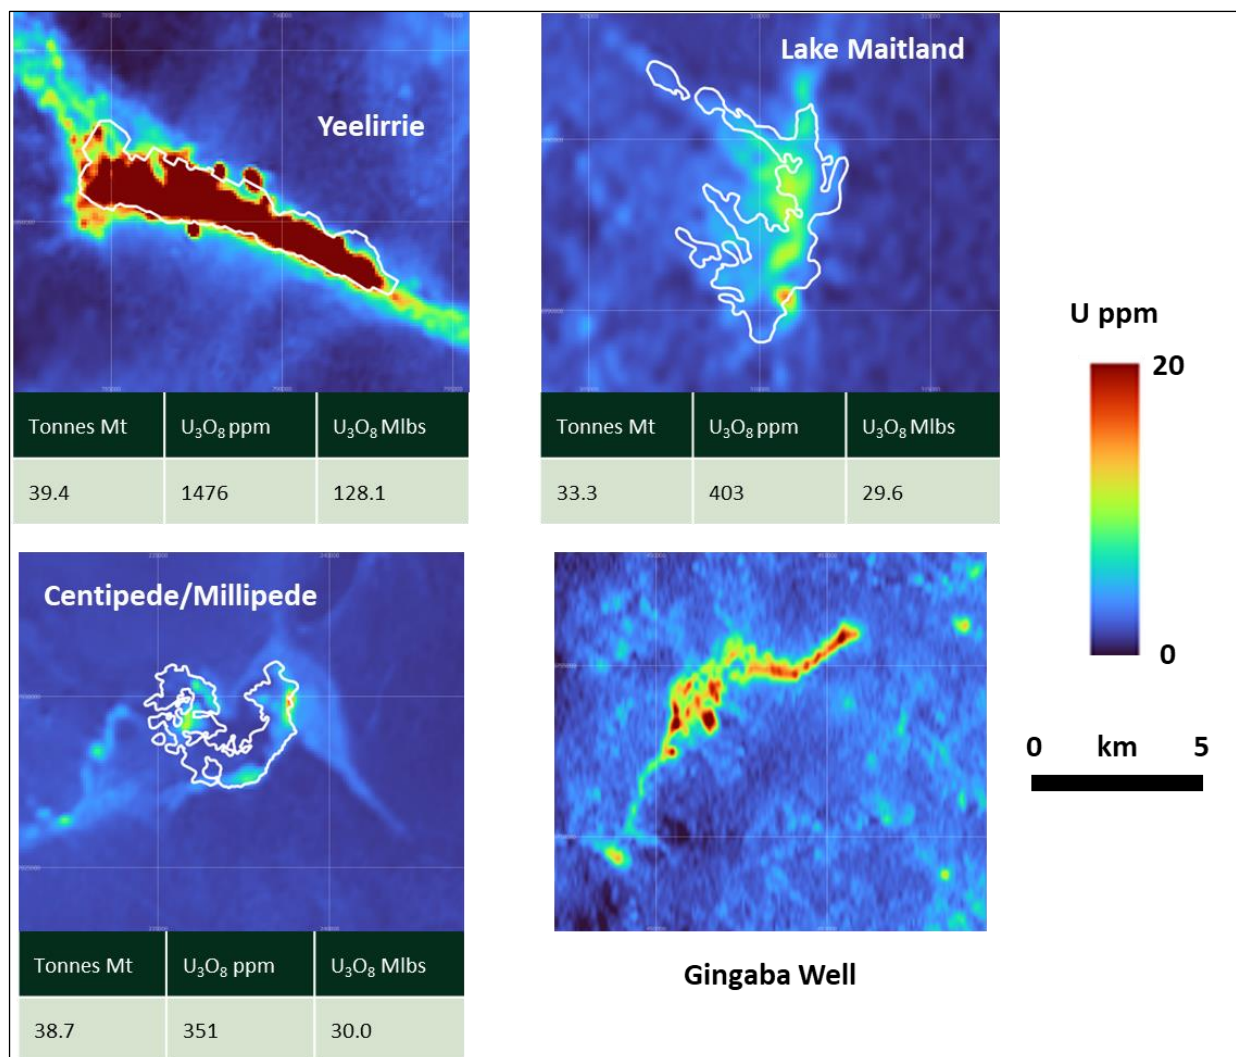 Yeelirrie
Tonnes Mt U₃O₈ ppm U₃O₈ Mlbs
39.4 1476 128.1
Lake Maitland
Tonnes Mt U₃O₈ ppm U₃O₈ Mlbs
33.3 403 29.6
U ppm
20
0
0 km 5
Centipede/Millipede
Tonnes Mt U₃O₈ ppm U₃O₈ Mlbs
38.7 351 30.0
Gingaba Well